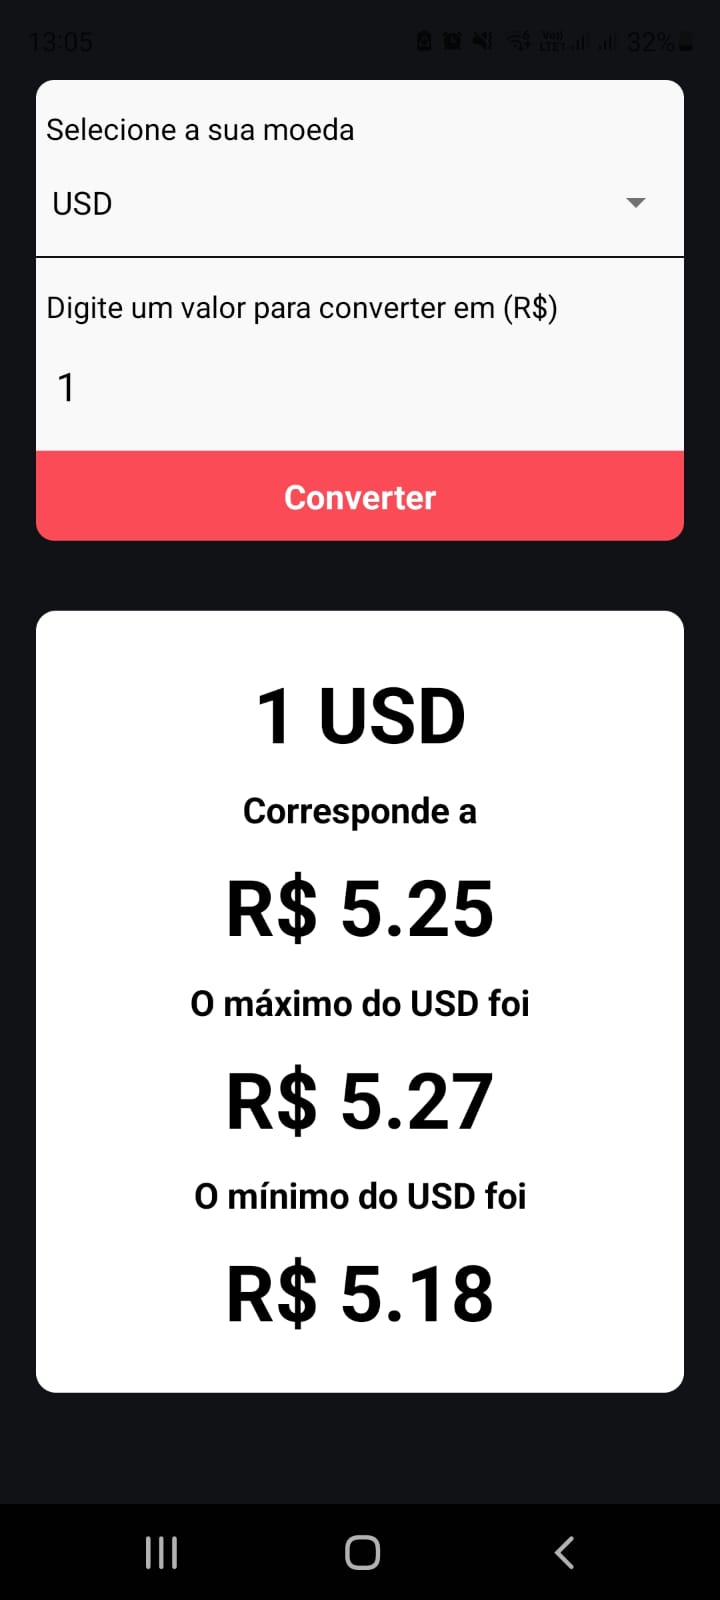 13:05
32%
Selecione a sua moeda
USD
Digite um valor para converter em (R$)
1
Converter
1 USD
Corresponde a
R$ 5.25
O máximo do USD foi
R$ 5.27
O mínimo do USD foi
R$ 5.18